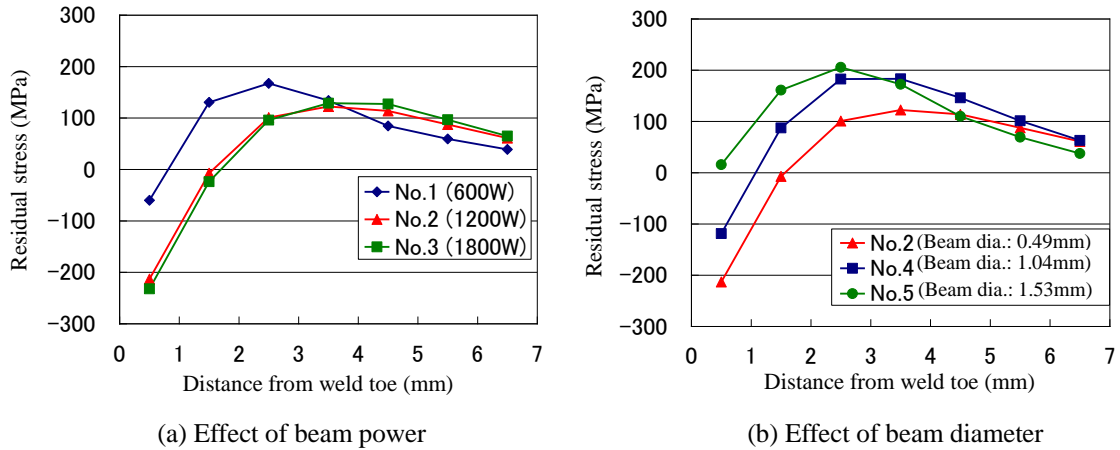 300
200
100
0
−100
−200
−300
Residual stress (MPa)
No.1 (600W)
No.2 (1200W)
No.3 (1800W)
0 1 2 3 4 5 6 7
Distance from weld toe (mm)
(a) Effect of beam power
300
200
100
0
−100
−200
−300
Residual stress (MPa)
No.2 (Beam dia.: 0.49mm)
No.4 (Beam dia.: 1.04mm)
No.5 (Beam dia.: 1.53mm)
0 1 2 3 4 5 6 7
Distance from weld toe (mm)
(b) Effect of beam diameter